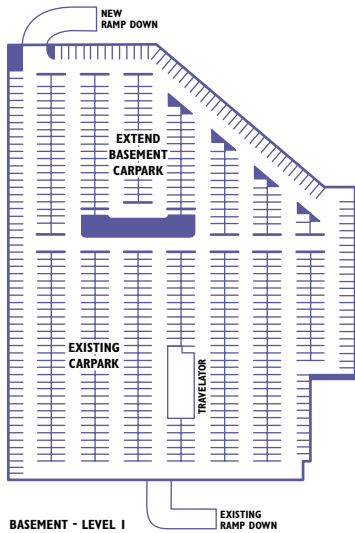 NEW
RAMP DOWN
EXTEND
BASEMENT
CARPARK
EXISTING
CARPARK
TRAVELATOR
BASEMENT - LEVEL 1
EXISTING
RAMP DOWN